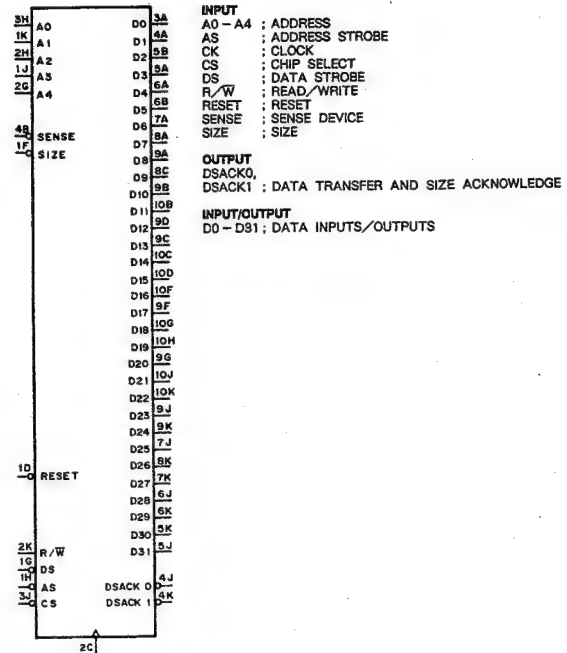 3H A0
1K A1
2H A2
1J A3
2G A4
4B SENSE
1F SIZE
1D RESET
2K R/W̅
1G DS
1H AS
3J CS
D0 3A
D1 4A
D2 5B
D3 5A
D4 6A
D5 6B
D6 7A
D7 8A
D8 9A
D9 8C
D10 9B
D11 10B
D12 9D
D13 9C
D14 10C
D15 10D
D16 10F
D17 9F
D18 10G
D19 10H
D20 9G
D21 10J
D22 10K
D23 9J
D24 9K
D25 7J
D26 8K
D27 7K
D28 6J
D29 6K
D30 5K
D31 5J
DSACK 0 4J
DSACK 1 4K
2C
INPUT
A0 – A4 ; ADDRESS
AS ; ADDRESS STROBE
CK ; CLOCK
CS ; CHIP SELECT
DS ; DATA STROBE
R/W̅ ; READ/WRITE
RESET ; RESET
SENSE ; SENSE DEVICE
SIZE ; SIZE
OUTPUT
DSACK0,
DSACK1 ; DATA TRANSFER AND SIZE ACKNOWLEDGE
INPUT/OUTPUT
D0 – D31 ; DATA INPUTS/OUTPUTS